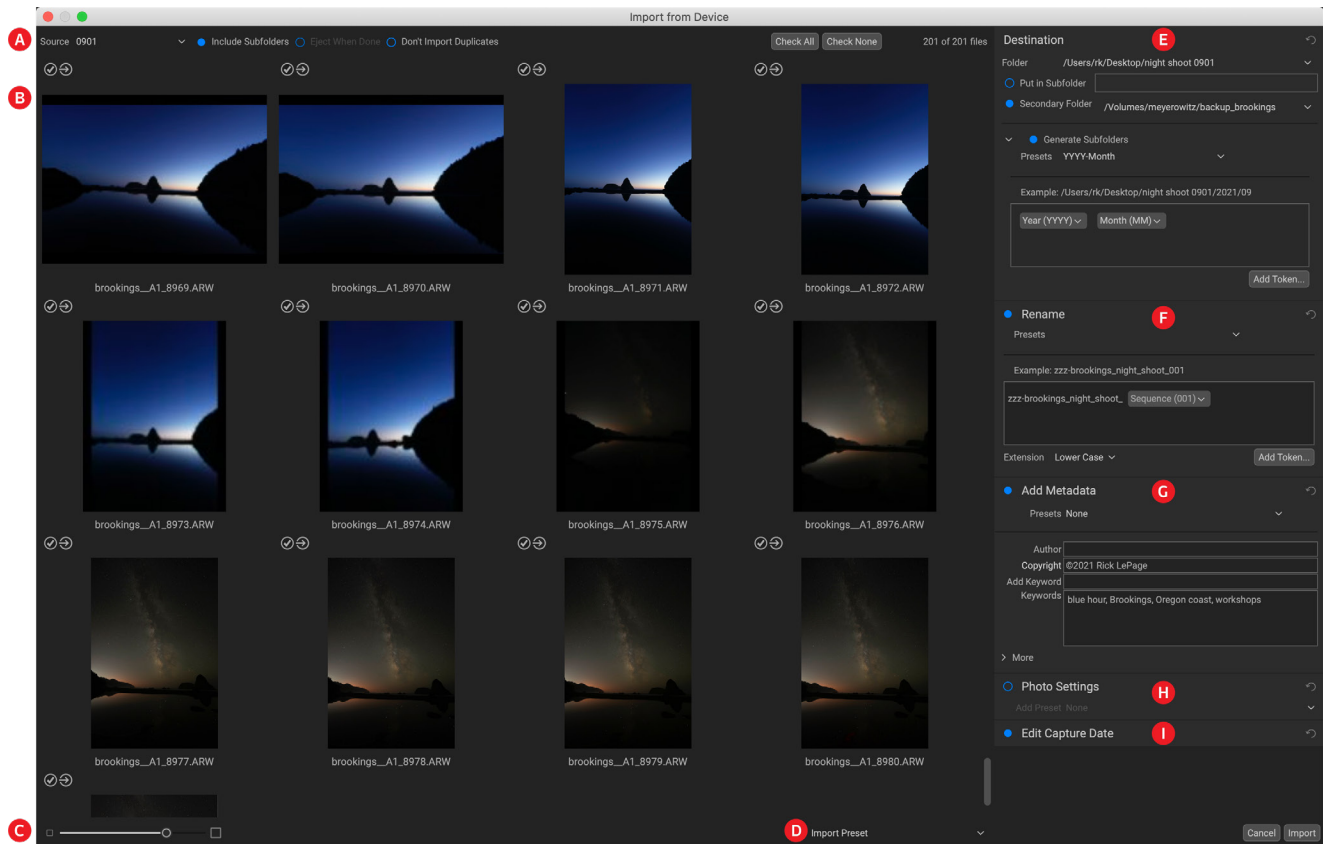 Import from Device
A
Source 0901
Include Subfolders
Eject When Done
Don't Import Duplicates
Check All
Check None
201 of 201 files
B
brookings__A1_8969.ARW
brookings__A1_8970.ARW
brookings__A1_8971.ARW
brookings__A1_8972.ARW
brookings__A1_8973.ARW
brookings__A1_8974.ARW
brookings__A1_8975.ARW
brookings__A1_8976.ARW
brookings__A1_8977.ARW
brookings__A1_8978.ARW
brookings__A1_8979.ARW
brookings__A1_8980.ARW
C
D
Import Preset
Destination
E
Folder /Users/rk/Desktop/night shoot 0901
Put in Subfolder
Secondary Folder /Volumes/meyerowitz/backup_brookings
Generate Subfolders
Presets YYYY-Month
Example: /Users/rk/Desktop/night shoot 0901/2021/09
Year (YYYY) Month (MM)
Add Token...
Rename
F
Presets
Example: zzz-brookings_night_shoot_001
zzz-brookings_night_shoot_ Sequence (001)
Extension Lower Case
Add Token...
Add Metadata
G
Presets None
Author
Copyright ©2021 Rick LePage
Add Keyword
Keywords blue hour, Brookings, Oregon coast, workshops
More
Photo Settings
H
Add Preset None
Edit Capture Date
I
Cancel
Import